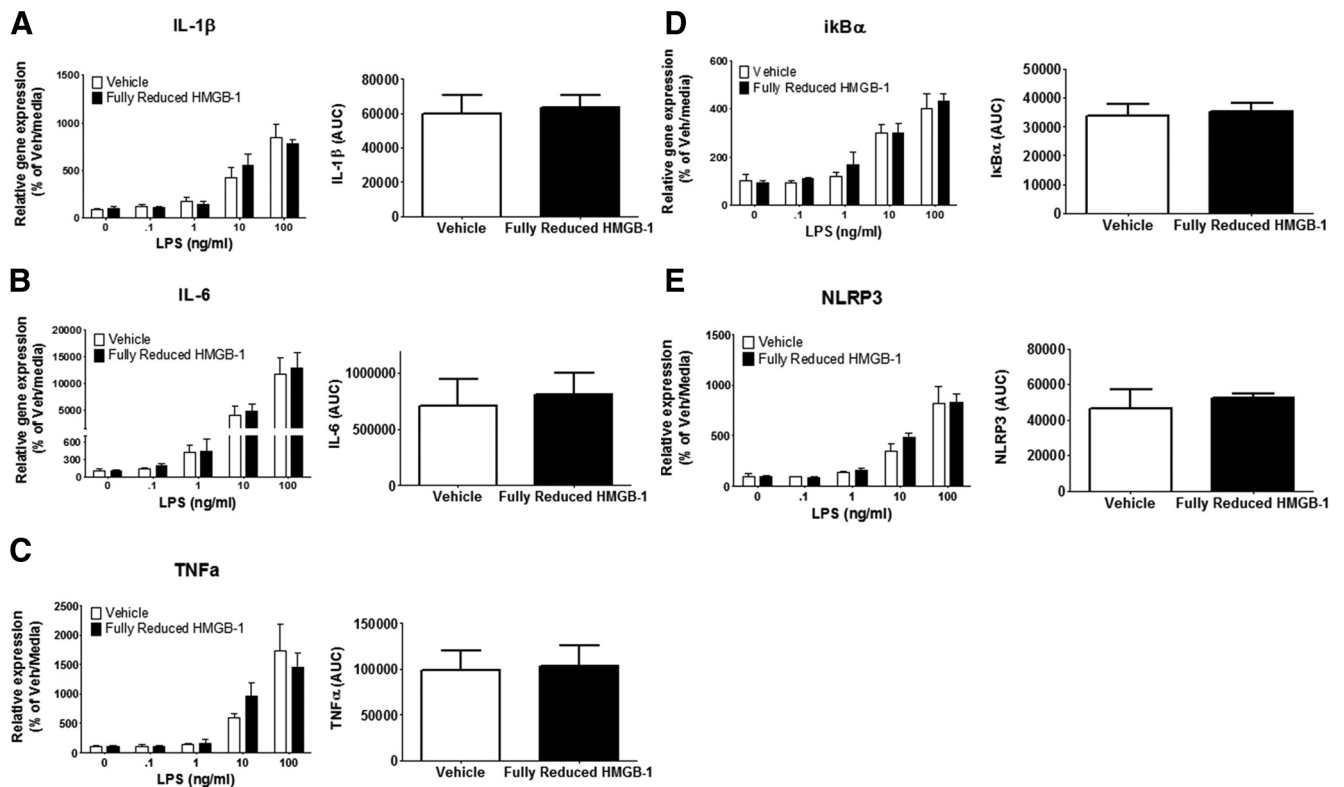 A
IL-1β
Relative gene expression
(% of Veh/media)
1500
1000
500
0
Vehicle
Fully Reduced HMGB-1
0 .1 1 10 100
LPS (ng/ml)
IL-1β (AUC)
80000
60000
40000
20000
0
Vehicle Fully Reduced HMGB-1
B
IL-6
Relative gene expression
(% of Veh/media)
20000
15000
10000
5000
600
300
0
Vehicle
Fully Reduced HMGB-1
0 .1 1 10 100
LPS (ng/ml)
IL-6 (AUC)
1000000
500000
0
Vehicle Fully Reduced HMGB-1
C
TNFa
Relative expression
(% of Veh/Media)
2500
2000
1500
1000
500
0
Vehicle
Fully Reduced HMGB-1
0 .1 1 10 100
LPS (ng/ml)
TNFα (AUC)
150000
100000
50000
0
Vehicle Fully Reduced HMGB-1
D
ikBα
Relative gene expression
(% of Veh/media)
600
400
200
0
Vehicle
Fully Reduced HMGB-1
0 .1 1 10 100
LPS (ng/ml)
IκBα (AUC)
50000
40000
30000
20000
10000
0
Vehicle Fully Reduced HMGB-1
E
NLRP3
Relative expression
(% of Veh/Media)
1500
1000
500
0
Vehicle
Fully Reduced HMGB-1
0 .1 1 10 100
LPS (ng/ml)
NLRP3 (AUC)
80000
60000
40000
20000
0
Vehicle Fully Reduced HMGB-1